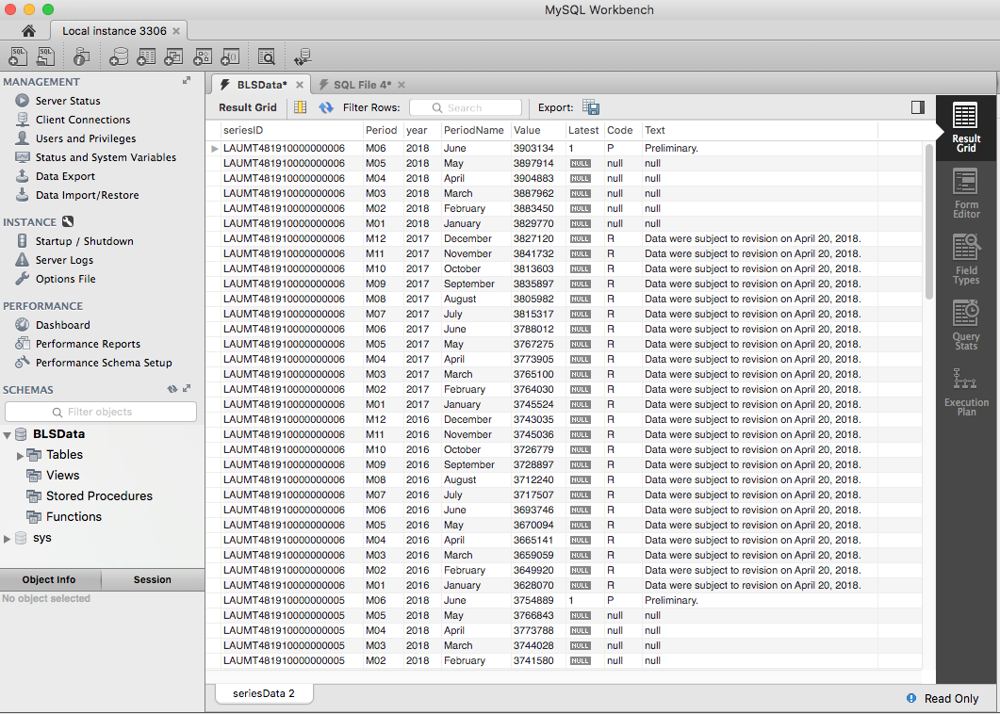 MySQL Workbench
Local instance 3306
SQL SQL
MANAGEMENT
Server Status
Client Connections
Users and Privileges
Status and System Variables
Data Export
Data Import/Restore
INSTANCE
Startup / Shutdown
Server Logs
Options File
PERFORMANCE
Dashboard
Performance Reports
Performance Schema Setup
SCHEMAS
Filter objects
BLSData
Tables
Views
Stored Procedures
Functions
sys
Object Info Session
No object selected
BLSData* SQL File 4*
Result Grid Filter Rows: Search Export:
seriesID Period year PeriodName Value Latest Code Text
LAUMT481910000000006 M06 2018 June 3903134 1 P Preliminary.
LAUMT481910000000006 M05 2018 May 3897914 NULL null null
LAUMT481910000000006 M04 2018 April 3904883 NULL null null
LAUMT481910000000006 M03 2018 March 3887962 NULL null null
LAUMT481910000000006 M02 2018 February 3883450 NULL null null
LAUMT481910000000006 M01 2018 January 3829770 NULL null null
LAUMT481910000000006 M12 2017 December 3827120 NULL R Data were subject to revision on April 20, 2018.
LAUMT481910000000006 M11 2017 November 3841732 NULL R Data were subject to revision on April 20, 2018.
LAUMT481910000000006 M10 2017 October 3813603 NULL R Data were subject to revision on April 20, 2018.
LAUMT481910000000006 M09 2017 September 3835897 NULL R Data were subject to revision on April 20, 2018.
LAUMT481910000000006 M08 2017 August 3805982 NULL R Data were subject to revision on April 20, 2018.
LAUMT481910000000006 M07 2017 July 3815317 NULL R Data were subject to revision on April 20, 2018.
LAUMT481910000000006 M06 2017 June 3788012 NULL R Data were subject to revision on April 20, 2018.
LAUMT481910000000006 M05 2017 May 3767275 NULL R Data were subject to revision on April 20, 2018.
LAUMT481910000000006 M04 2017 April 3773905 NULL R Data were subject to revision on April 20, 2018.
LAUMT481910000000006 M03 2017 March 3765100 NULL R Data were subject to revision on April 20, 2018.
LAUMT481910000000006 M02 2017 February 3764030 NULL R Data were subject to revision on April 20, 2018.
LAUMT481910000000006 M01 2017 January 3745524 NULL R Data were subject to revision on April 20, 2018.
LAUMT481910000000006 M12 2016 December 3743035 NULL R Data were subject to revision on April 20, 2018.
LAUMT481910000000006 M11 2016 November 3745036 NULL R Data were subject to revision on April 20, 2018.
LAUMT481910000000006 M10 2016 October 3726779 NULL R Data were subject to revision on April 20, 2018.
LAUMT481910000000006 M09 2016 September 3728897 NULL R Data were subject to revision on April 20, 2018.
LAUMT481910000000006 M08 2016 August 3712240 NULL R Data were subject to revision on April 20, 2018.
LAUMT481910000000006 M07 2016 July 3717507 NULL R Data were subject to revision on April 20, 2018.
LAUMT481910000000006 M06 2016 June 3693746 NULL R Data were subject to revision on April 20, 2018.
LAUMT481910000000006 M05 2016 May 3670094 NULL R Data were subject to revision on April 20, 2018.
LAUMT481910000000006 M04 2016 April 3665141 NULL R Data were subject to revision on April 20, 2018.
LAUMT481910000000006 M03 2016 March 3659059 NULL R Data were subject to revision on April 20, 2018.
LAUMT481910000000006 M02 2016 February 3649920 NULL R Data were subject to revision on April 20, 2018.
LAUMT481910000000006 M01 2016 January 3628070 NULL R Data were subject to revision on April 20, 2018.
LAUMT481910000000005 M06 2018 June 3754889 1 P Preliminary.
LAUMT481910000000005 M05 2018 May 3766843 NULL null null
LAUMT481910000000005 M04 2018 April 3773788 NULL null null
LAUMT481910000000005 M03 2018 March 3744028 NULL null null
LAUMT481910000000005 M02 2018 February 3741580 NULL null null
seriesData 2
Read Only
Result
Grid
Form
Editor
Field
Types
Query
Stats
Execution
Plan